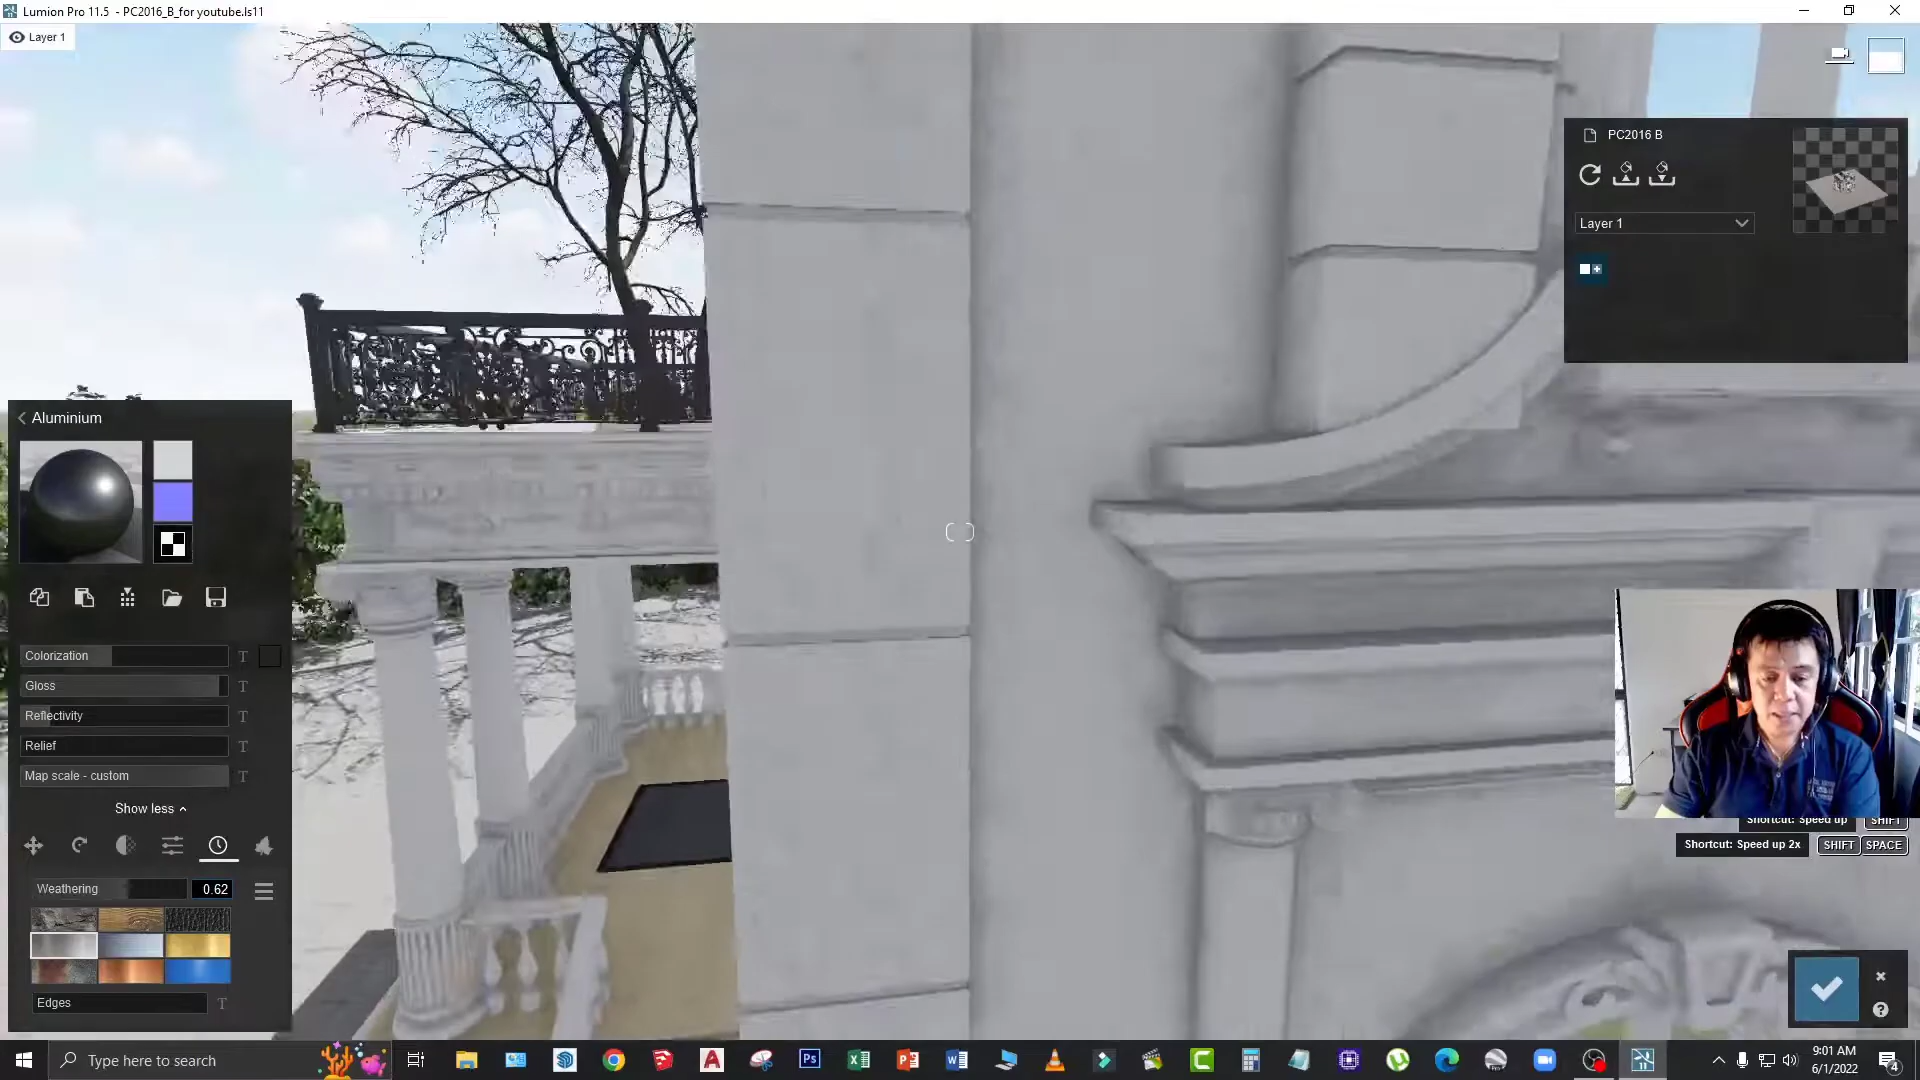 Lumion Pro 11.5 - PC2016_B_for youtube.ls11
Layer 1
PC2016 B
Layer 1
Aluminium
Colorization
T
Gloss
T
Reflectivity
T
Relief
T
Map scale - custom
T
Show less
Weathering
0.62
Edges
T
Shortcut: Speed up
SHIFT
Shortcut: Speed up 2x
SHIFT
SPACE
Type here to search
Ps
9:01 AM
6/1/2022
4